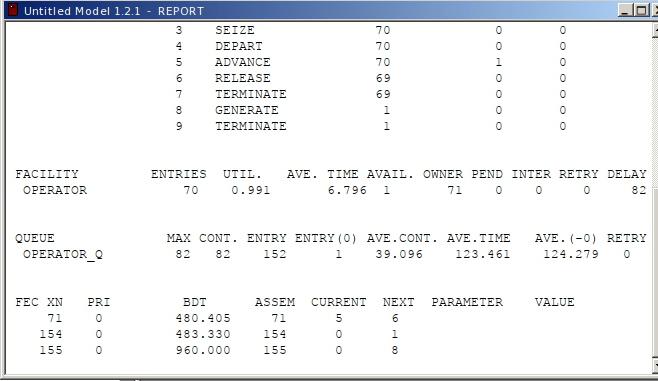 Untitled Model 1.2.1 - REPORT
3 SEIZE 70 0 0
4 DEPART 70 0 0
5 ADVANCE 70 1 0
6 RELEASE 69 0 0
7 TERMINATE 69 0 0
8 GENERATE 1 0 0
9 TERMINATE 1 0 0
FACILITY ENTRIES UTIL. AVE. TIME AVAIL. OWNER PEND INTER RETRY DELAY
OPERATOR 70 0.991 6.796 1 71 0 0 0 82
QUEUE MAX CONT. ENTRY ENTRY(0) AVE.CONT. AVE.TIME AVE.(-0) RETRY
OPERATOR_Q 82 82 152 1 39.096 123.461 124.279 0
FEC XN PRI BDT ASSEM CURRENT NEXT PARAMETER VALUE
71 0 480.405 71 5 6
154 0 483.330 154 0 1
155 0 960.000 155 0 8